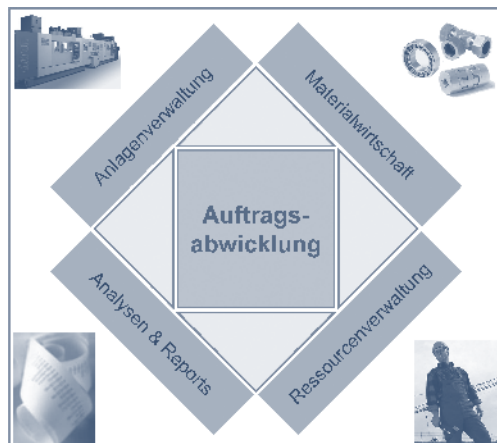 Anlagenverwaltung
Materialwirtschaft
Auftrags-
abwicklung
Analysen & Reports
Ressourcenverwaltung